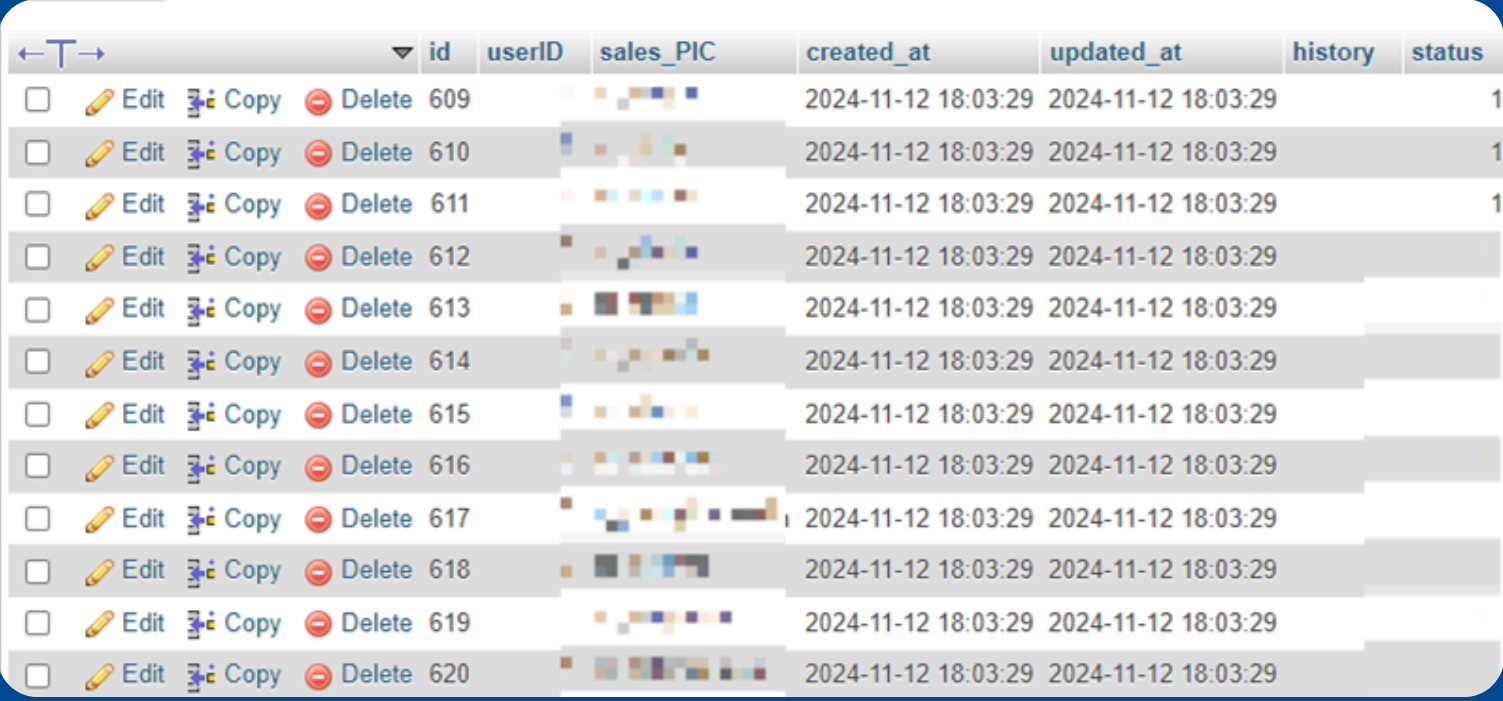 id userID sales_PIC created_at updated_at history status
Edit Copy Delete 609 2024-11-12 18:03:29 2024-11-12 18:03:29 1
Edit Copy Delete 610 2024-11-12 18:03:29 2024-11-12 18:03:29 1
Edit Copy Delete 611 2024-11-12 18:03:29 2024-11-12 18:03:29 1
Edit Copy Delete 612 2024-11-12 18:03:29 2024-11-12 18:03:29
Edit Copy Delete 613 2024-11-12 18:03:29 2024-11-12 18:03:29
Edit Copy Delete 614 2024-11-12 18:03:29 2024-11-12 18:03:29
Edit Copy Delete 615 2024-11-12 18:03:29 2024-11-12 18:03:29
Edit Copy Delete 616 2024-11-12 18:03:29 2024-11-12 18:03:29
Edit Copy Delete 617 2024-11-12 18:03:29 2024-11-12 18:03:29
Edit Copy Delete 618 2024-11-12 18:03:29 2024-11-12 18:03:29
Edit Copy Delete 619 2024-11-12 18:03:29 2024-11-12 18:03:29
Edit Copy Delete 620 2024-11-12 18:03:29 2024-11-12 18:03:29